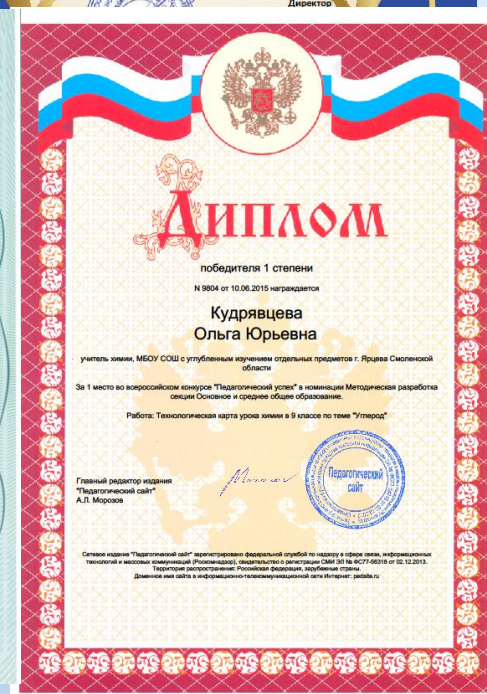 Директор
Диплом
победителя 1 степени
N 9804 от 10.06.2015 награждается
Кудрявцева
Ольга Юрьевна
учитель химии, МБОУ СОШ с углубленным изучением отдельных предметов г. Ярцева Смоленской
области
За 1 место во всероссийском конкурсе "Педагогический успех" в номинации Методическая разработка
секции Основное и среднее общее образование.
Работа: Технологическая карта урока химии в 9 классе по теме "Углерод"
Главный редактор издания
"Педагогический сайт"
А.Л. Морозов
Педагогический
сайт
Сетевое издание "Педагогический сайт" зарегистрировано федеральной службой по надзору в сфере связи, информационных
технологий и массовых коммуникаций (Роскомнадзор), свидетельство о регистрации СМИ ЭЛ № ФС77-56318 от 02.12.2013.
Территория распространения: Российская федерация, зарубежные страны.
Доменное имя сайта в информационно-телекоммуникационной сети Интернет: pedsite.ru